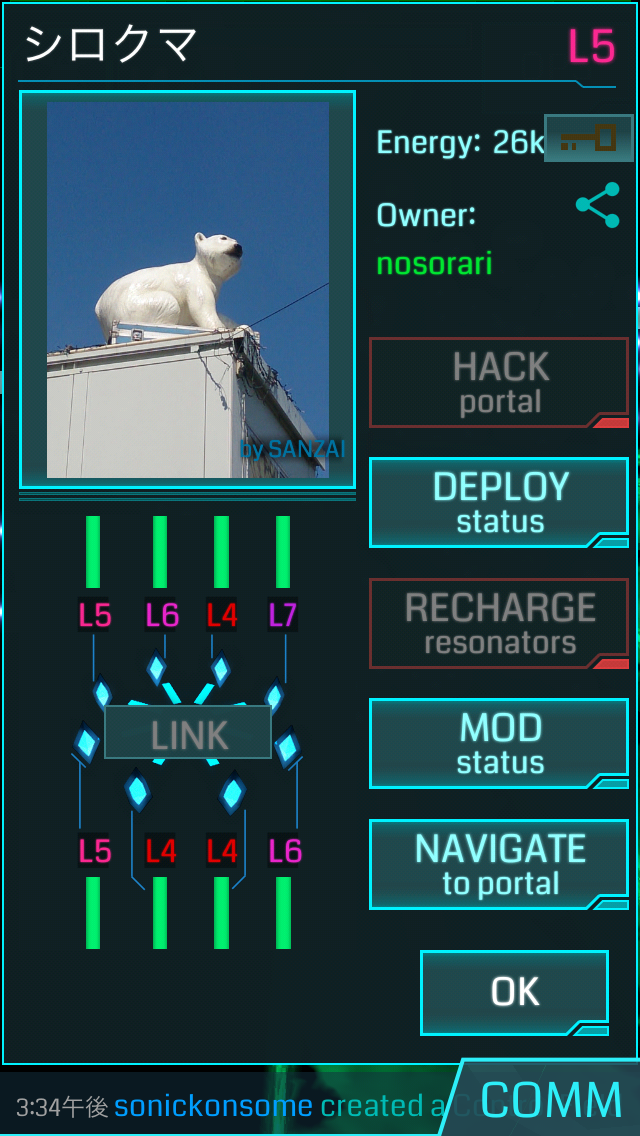 シロクマ
L5
Energy: 26k
Owner:
nosorari
by SANZAI
HACK
portal
DEPLOY
status
RECHARGE
resonators
MOD
status
NAVIGATE
to portal
L5 L6 L4 L7
LINK
L5 L4 L4 L6
OK
3:34午後 sonickonsome created a
COMM